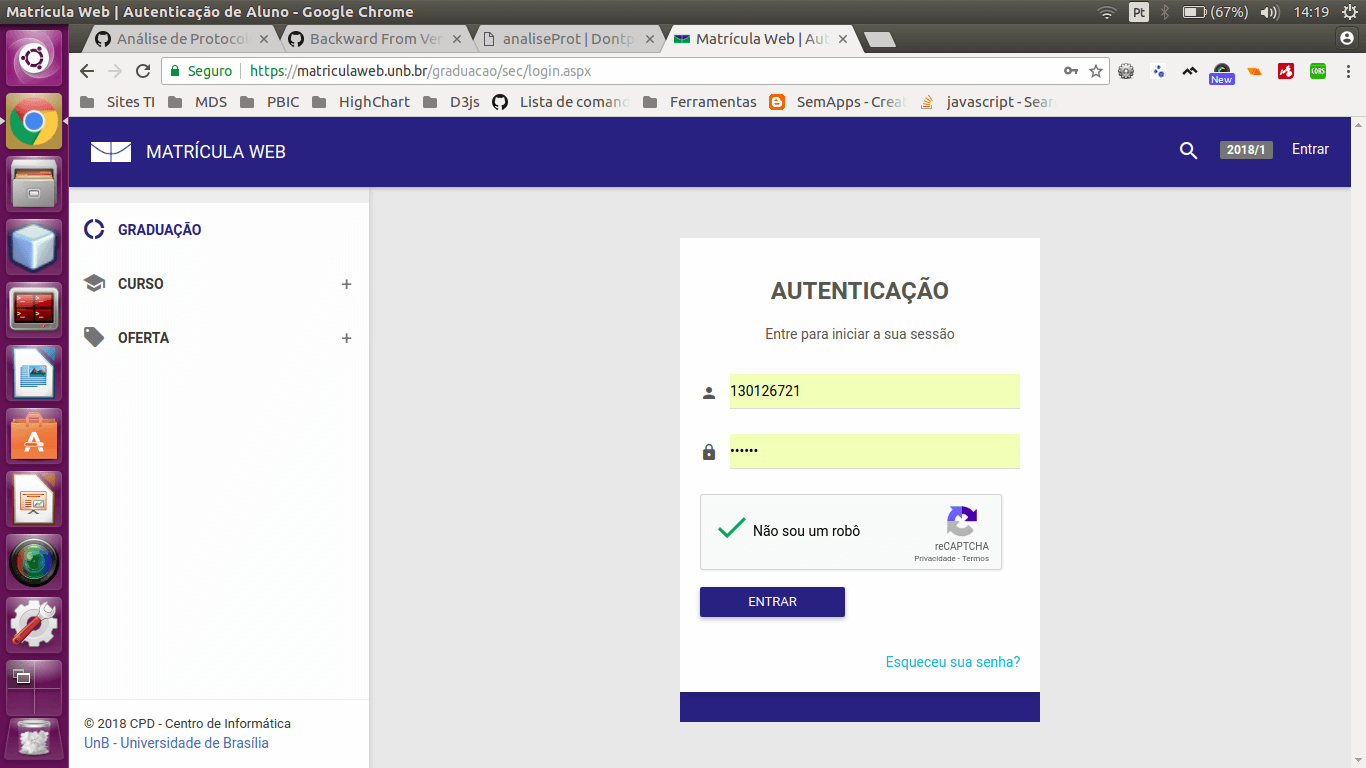 Matrícula Web | Autenticação de Aluno - Google Chrome
Pt
(67%)
14:19
Análise de Protocol
Backward From Ver
analiseProt | Dontp
Matrícula Web | Aut
Seguro
https://matriculaweb.unb.br/graduacao/sec/login.aspx
New
CORS
Sites TI
MDS
PBIC
HighChart
D3js
Lista de comand
Ferramentas
SemApps - Crea
javascript - Sear
MATRÍCULA WEB
2018/1
Entrar
GRADUAÇÃO
CURSO +
OFERTA +
AUTENTICAÇÃO
Entre para iniciar a sua sessão
130126721
••••••
Não sou um robô
reCAPTCHA
Privacidade - Termos
ENTRAR
Esqueceu sua senha?
© 2018 CPD - Centro de Informática
UnB - Universidade de Brasília